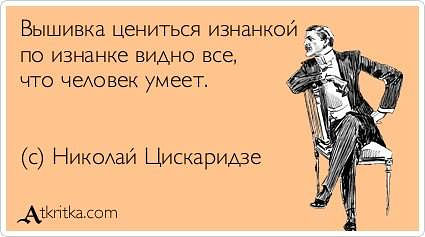 Вышивка цениться изнанкой
по изнанке видно все,
что человек умеет.
(с) Николай Цискаридзе
Atkritka.com